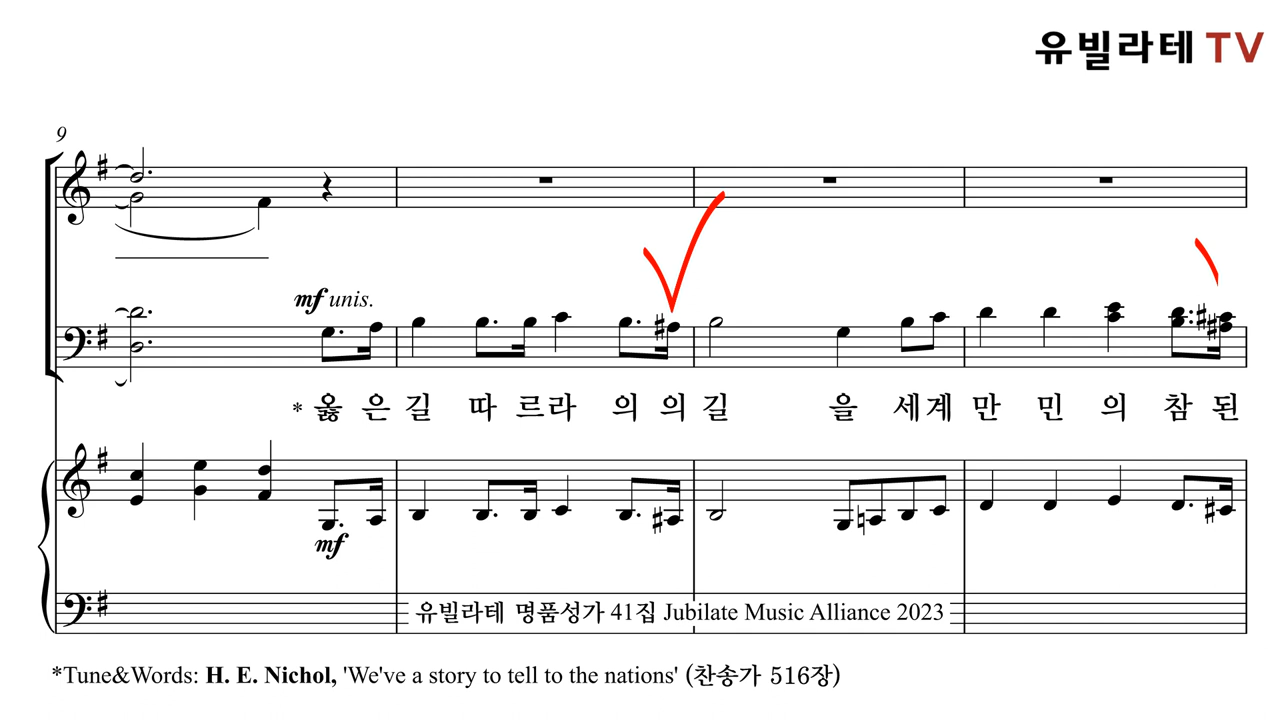 유빌라테 TV
9
mf unis.
* 옳 은 길 따 르 라 의 의 길 을 세 계 만 민 의 참 된
mf
유빌라테 명품성가 41집 Jubilate Music Alliance 2023
*Tune&Words: H. E. Nichol, 'We've a story to tell to the nations' (찬송가 516장)